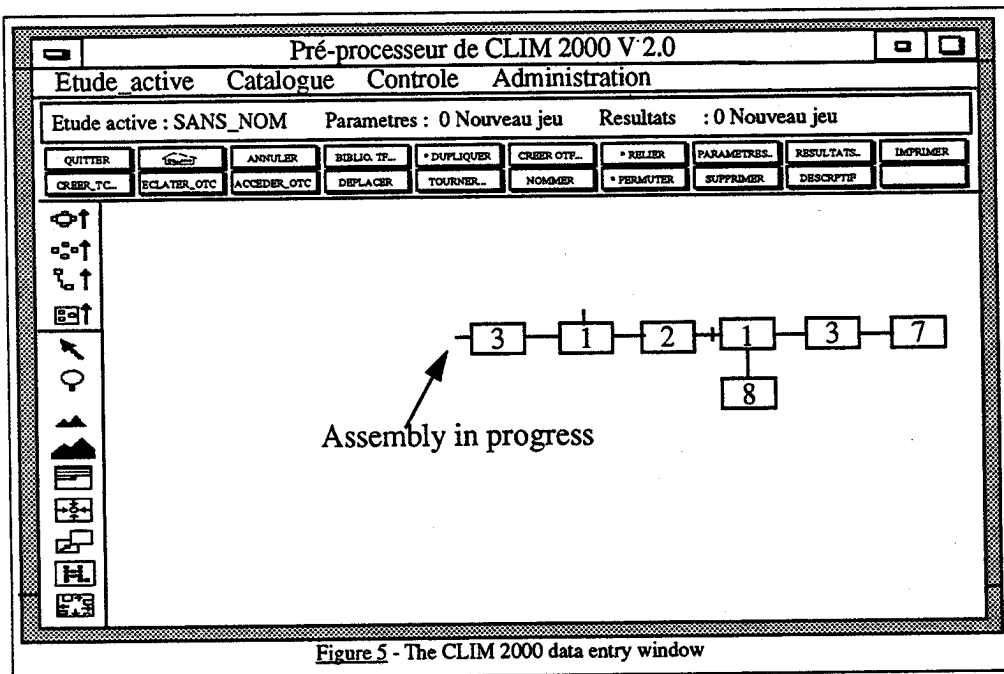 Pré-processeur de CLIM 2000 V 2.0
Etude_active Catalogue Controle Administration
Etude active : SANS_NOM Parametres : 0 Nouveau jeu Resultats : 0 Nouveau jeu
QUITTER ANNULER BIBLIO. TF... * DUPLIQUER CREER OTF... * RELIER PARAMETRES... RESULTATS... IMPRIMER
CREER_TC... ECLATER_OTC ACCEDER_OTC DEPLACER TOURNER... NOMMER * PERMUTER SUPPRIMER DESCRPTIF
3 1 2 1 3 7
8
Assembly in progress
Figure 5 - The CLIM 2000 data entry window